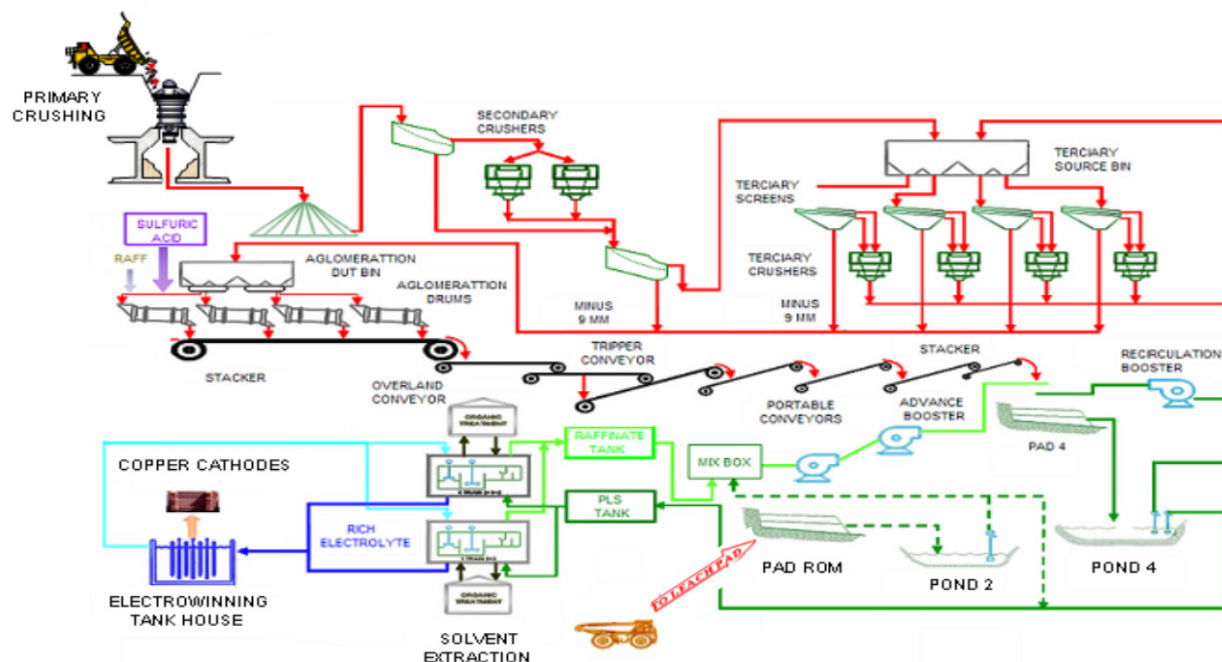 PRIMARY
CRUSHING
SECONDARY
CRUSHERS
TERCIARY
SOURCE BIN
TERCIARY
SCREENS
SULFURIC
ACID
RAFF
AGLOMERATTION
DUT BIN
AGLOMERATTION
DRUMS
TERCIARY
CRUSHERS
MINUS
9 MM
MINUS
9 MM
STACKER
TRIPPER
CONVEYOR
STACKER
RECIRCULATION
BOOSTER
OVERLAND
CONVEYOR
PORTABLE
CONVEYORS
ADVANCE
BOOSTER
ORGANIC
TREATMENT
RAFFINATE
TANK
PAD 4
COPPER CATHODES
MIX BOX
PLS
TANK
RICH
ELECTROLYTE
PAD ROM
POND 2
POND 4
TO LEACH PAD
ORGANIC
TREATMENT
ELECTROWINNING
TANK HOUSE
SOLVENT
EXTRACTION